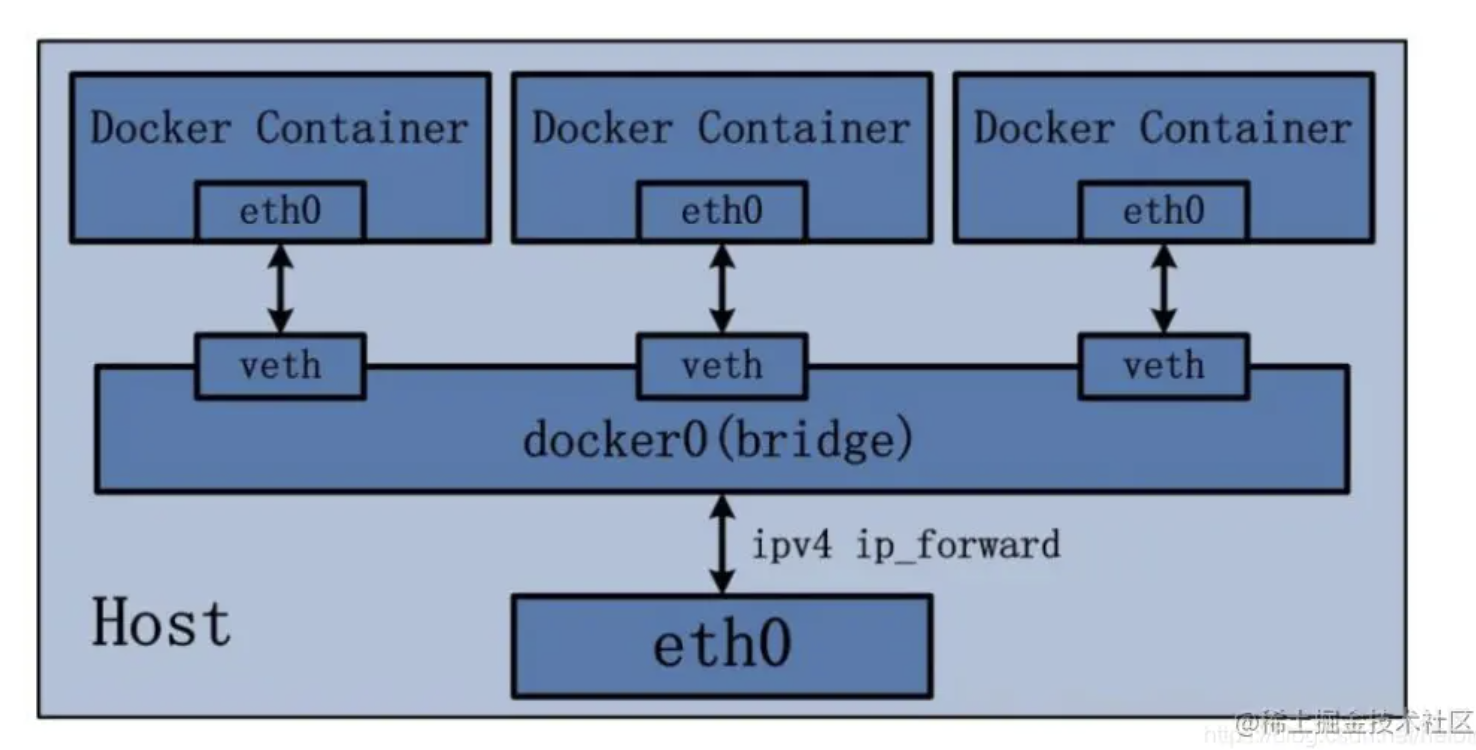 Docker Container
Docker Container
Docker Container
eth0
eth0
eth0
veth
veth
veth
docker0(bridge)
ipv4 ip_forward
Host
eth0
@稀土掘金技术社区